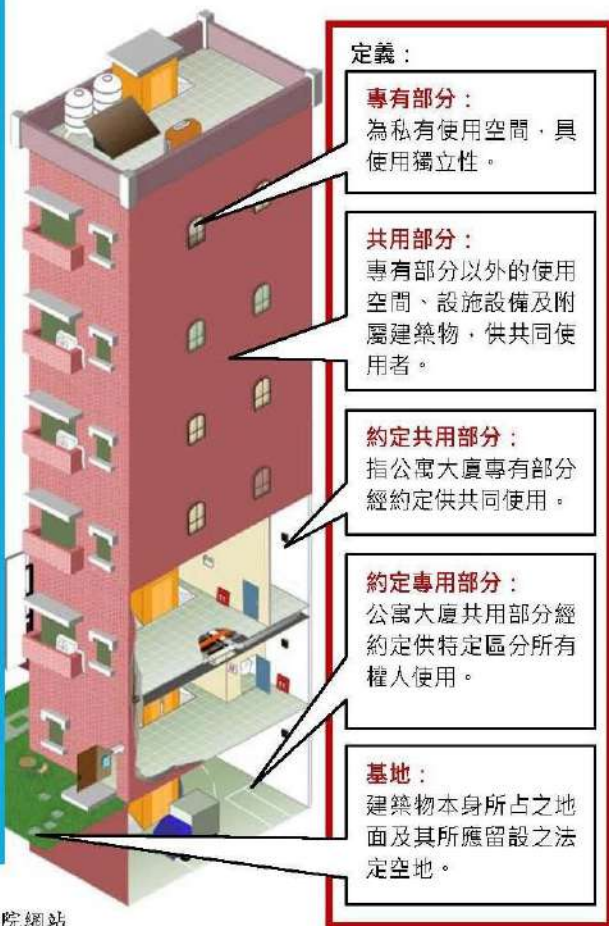 定義：
專有部分：
為私有使用空間，具
使用獨立性。
共用部分：
專有部分以外的使用
空間、設施設備及附
屬建築物，供共同使
用者。
約定共用部分：
指公寓大廈專有部分
經約定供共同使用。
約定專用部分：
公寓大廈共用部分經
約定供特定區分所有
權人使用。
基地：
建築物本身所占之地
面及其所應留設之法
定空地。
院網站